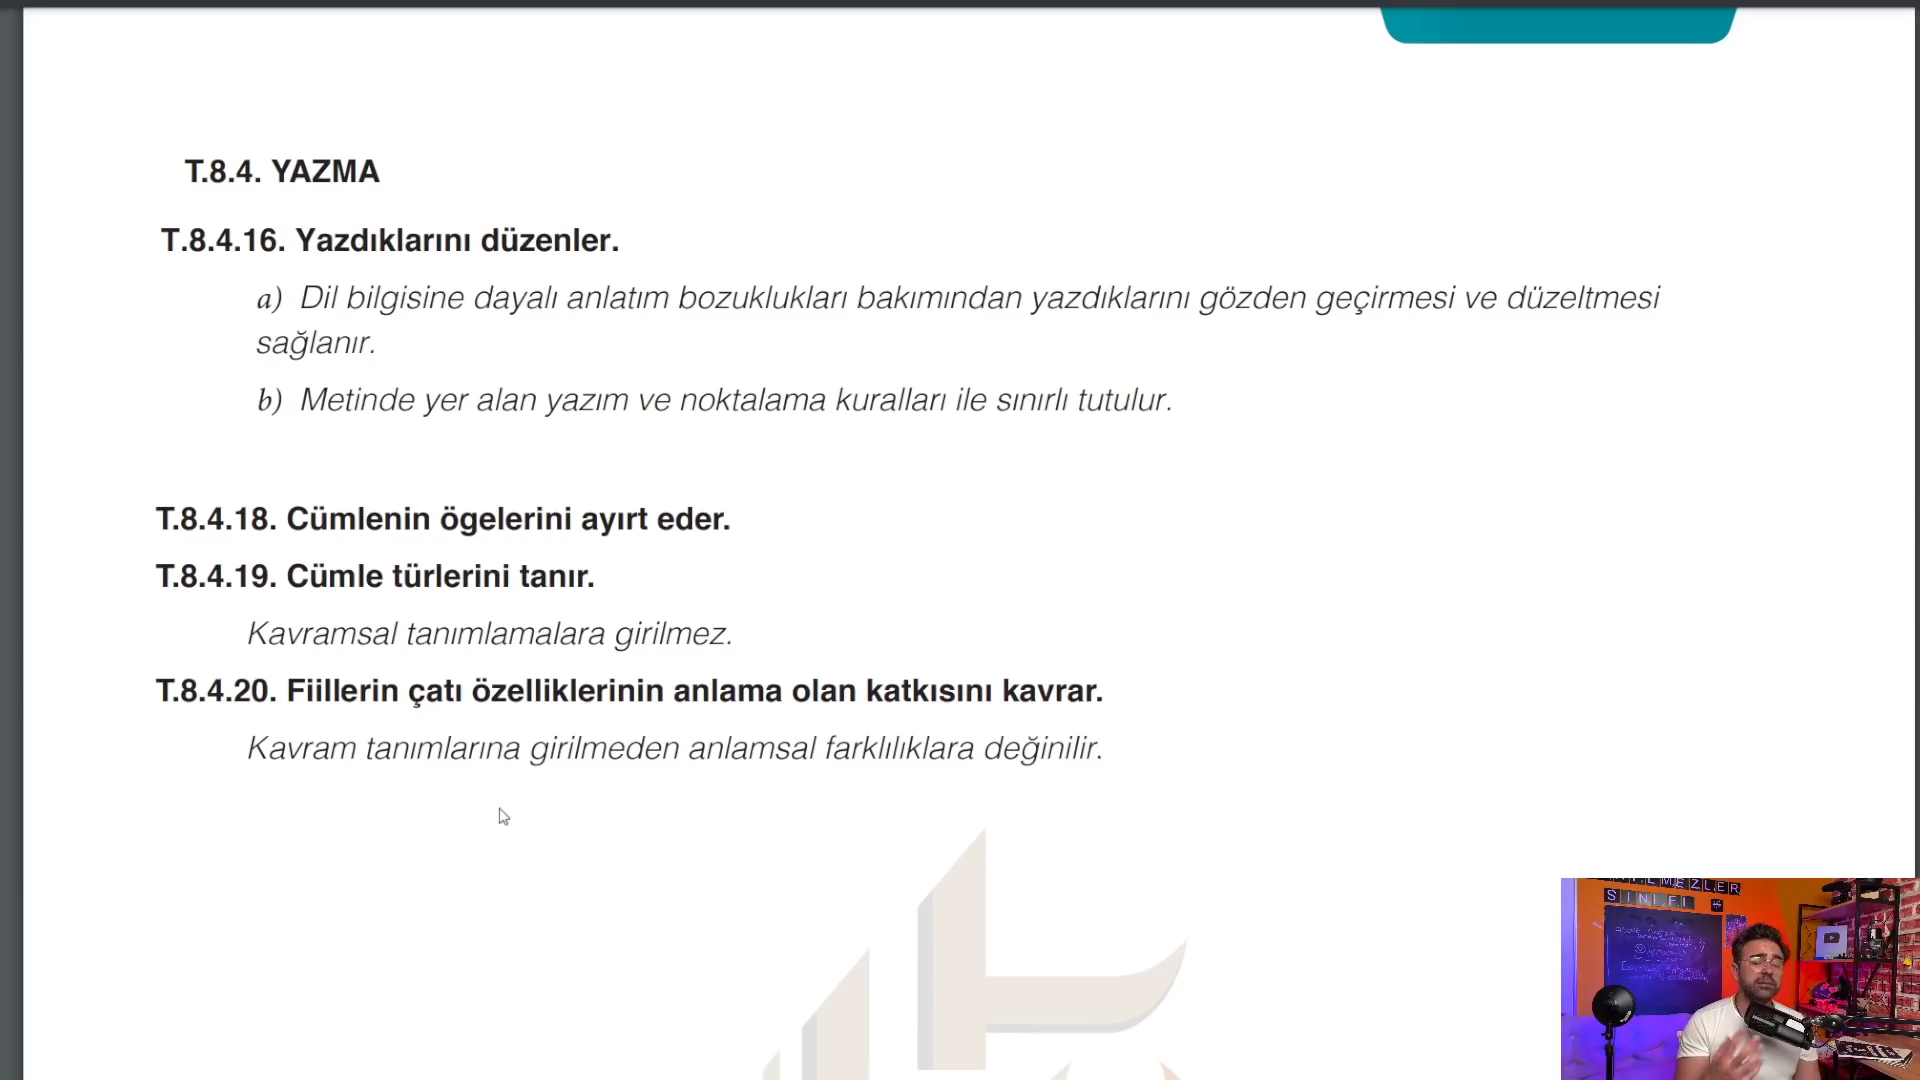 T.8.4. YAZMA
T.8.4.16. Yazdıklarını düzenler.
a) Dil bilgisine dayalı anlatım bozuklukları bakımından yazdıklarını gözden geçirmesi ve düzeltmesi
sağlanır.
b) Metinde yer alan yazım ve noktalama kuralları ile sınırlı tutulur.
T.8.4.18. Cümlenin ögelerini ayırt eder.
T.8.4.19. Cümle türlerini tanır.
Kavramsal tanımlamalara girilmez.
T.8.4.20. Fiillerin çatı özelliklerinin anlama olan katkısını kavrar.
Kavram tanımlarına girilmeden anlamsal farklılıklara değinilir.
SINIFI